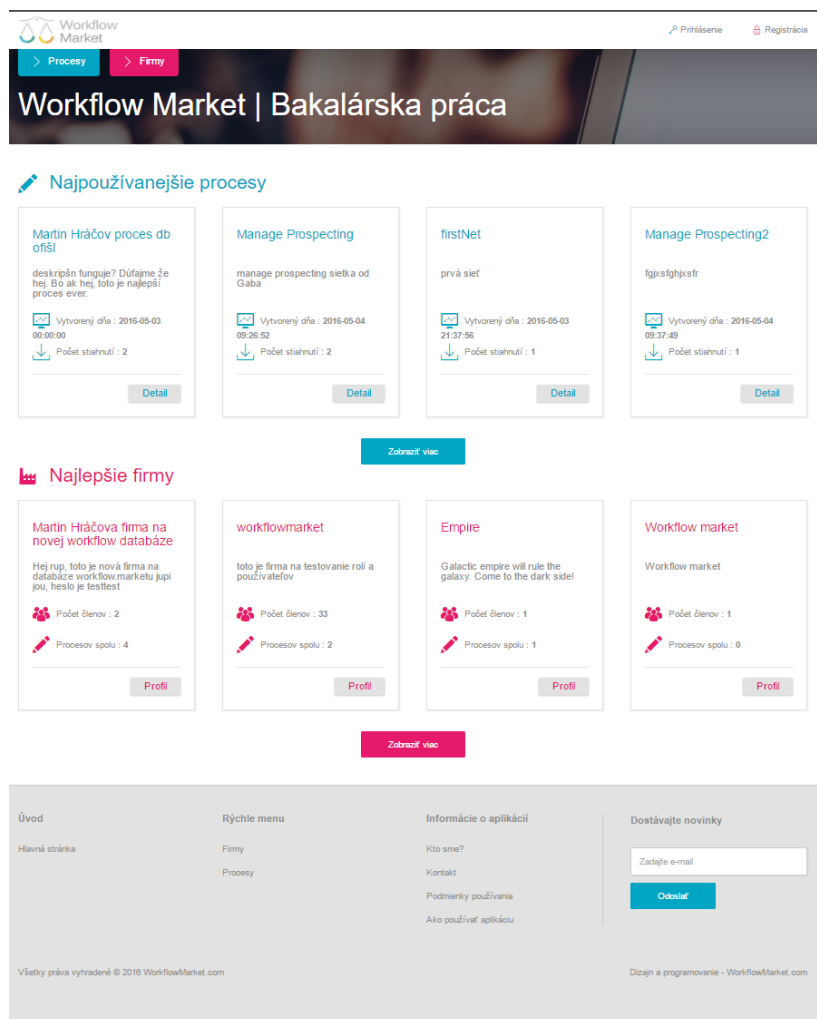 Workflow
Market
Prihlásenie
Registrácia
Procesy
Firmy
Workflow Market | Bakalárska práca
Najpoužívanejšie procesy
Martin Hráčov proces db
ofišl
deskripšn funguje? Dúfajme že
hej. Bo ak hej, toto je najlepší
proces ever.
Vytvorený dňa : 2016-05-03
00:00:00
Počet stiahnutí : 2
Detail
Manage Prospecting
manage prospecting sietka od
Gaba
Vytvorený dňa : 2016-05-04
09:26:52
Počet stiahnutí : 2
Detail
firstNet
prvá sieť
Vytvorený dňa : 2016-05-03
21:37:56
Počet stiahnutí : 1
Detail
Manage Prospecting2
fgjxsfghjxsfr
Vytvorený dňa : 2016-05-04
09:37:49
Počet stiahnutí : 1
Detail
Zobraziť viac
Najlepšie firmy
Martin Hráčova firma na
novej workflow databáze
Hej rup, toto je nová firma na
databáze workflow.marketu jupi
jou, heslo je testtest
Počet členov : 2
Procesov spolu : 4
Profil
workflowmarket
toto je firma na testovanie rolí a
používateľov
Počet členov : 33
Procesov spolu : 2
Profil
Empire
Galactic empire will rule the
galaxy. Come to the dark side!
Počet členov : 1
Procesov spolu : 1
Profil
Workflow market
Workflow market
Počet členov : 1
Procesov spolu : 0
Profil
Zobraziť viac
Úvod
Hlavná stránka
Rýchle menu
Firmy
Procesy
Informácie o aplikácií
Kto sme?
Kontakt
Podmienky používania
Ako používať aplikáciu
Dostávajte novinky
Zadajte e-mail
Odoslať
Všetky práva vyhradené © 2016 WorkflowMarket.com
Dizajn a programovanie - WorkflowMarket.com